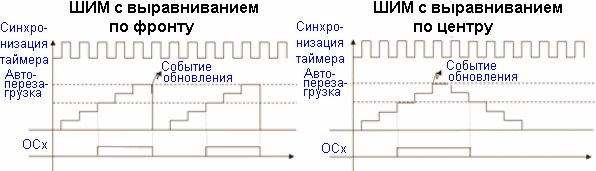 ШИМ с выравниванием
по фронту
Синхро-
низация
таймера
Авто-
переза-
грузка
Событие
обновления
OCx
ШИМ с выравниванием
по центру
Синхро-
низация
таймера
Авто-
переза-
грузка
Событие
обновления
OCx